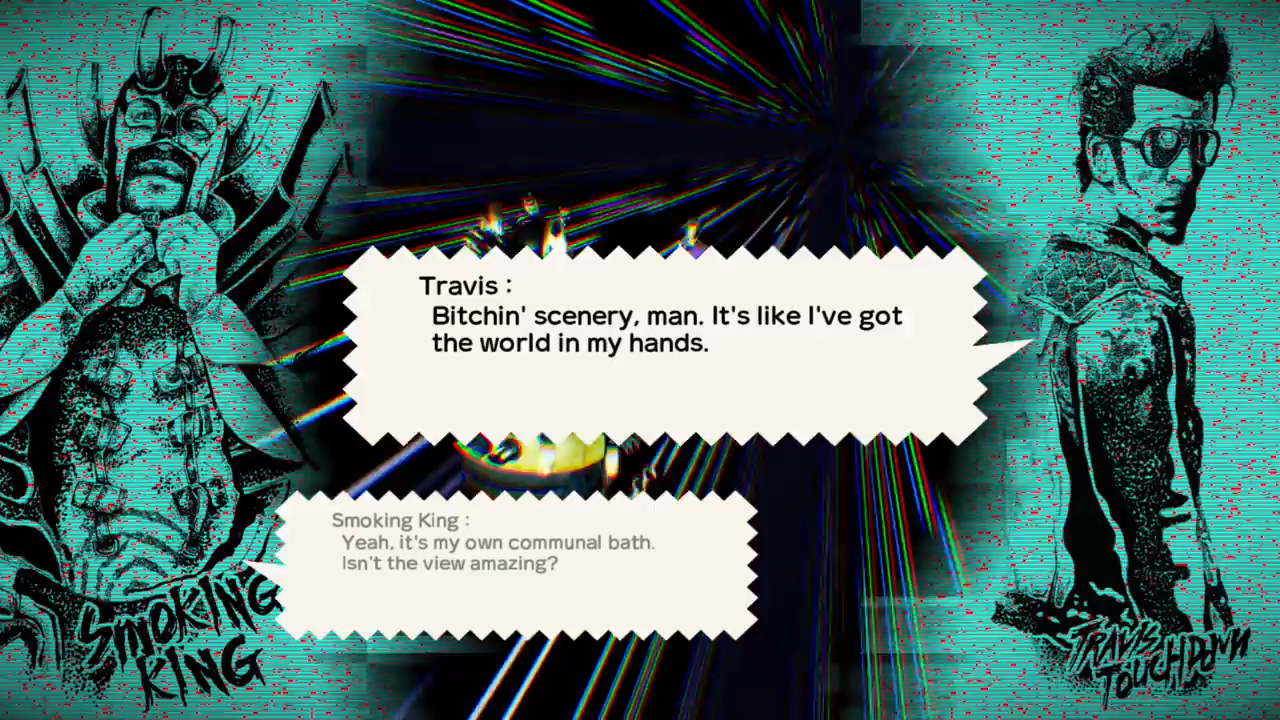 Travis :
Bitchin' scenery, man. It's like I've got
the world in my hands.
Smoking King :
Yeah, it's my own communal bath.
Isn't the view amazing?
SMOKING
KING
TRAVIS
TOUCHDOWN